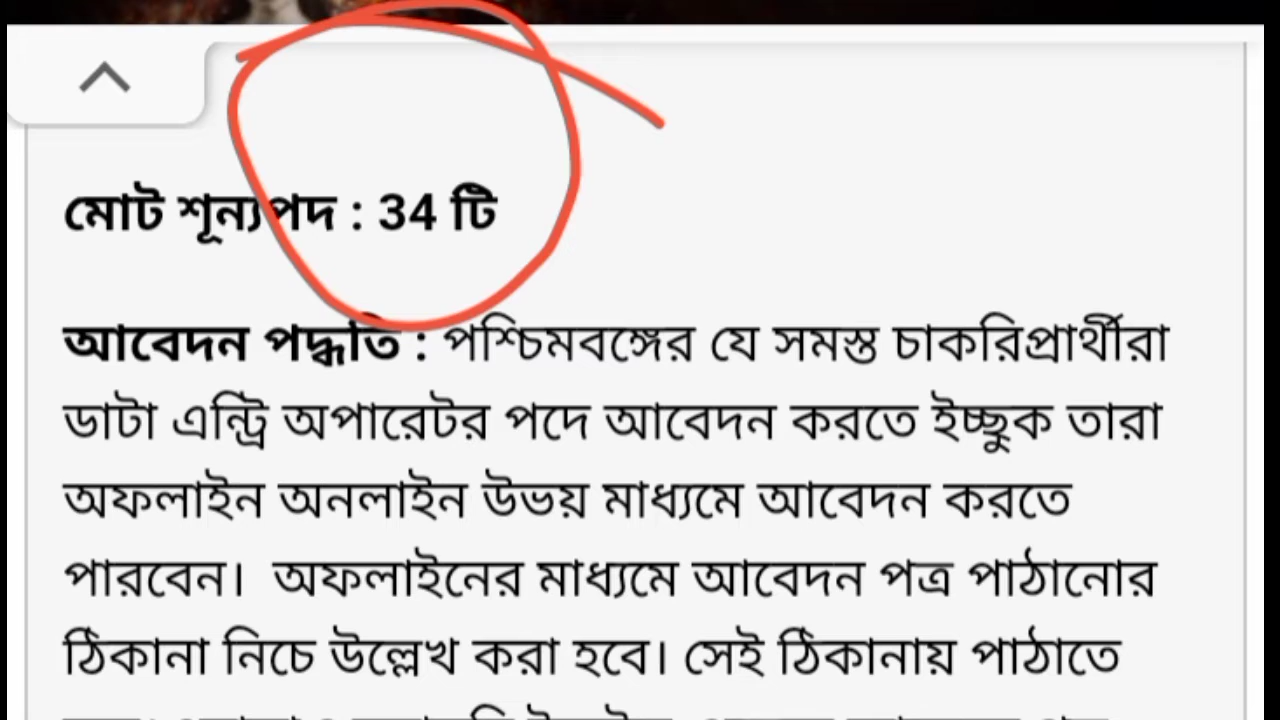 মোট শূন্যপদ : 34 টি
আবেদন পদ্ধতি : পশ্চিমবঙ্গের যে সমস্ত চাকরিপ্রার্থীরা
ডাটা এন্ট্রি অপারেটর পদে আবেদন করতে ইচ্ছুক তারা
অফলাইন অনলাইন উভয় মাধ্যমে আবেদন করতে
পারবেন। অফলাইনের মাধ্যমে আবেদন পত্র পাঠানোর
ঠিকানা নিচে উল্লেখ করা হবে। সেই ঠিকানায় পাঠাতে